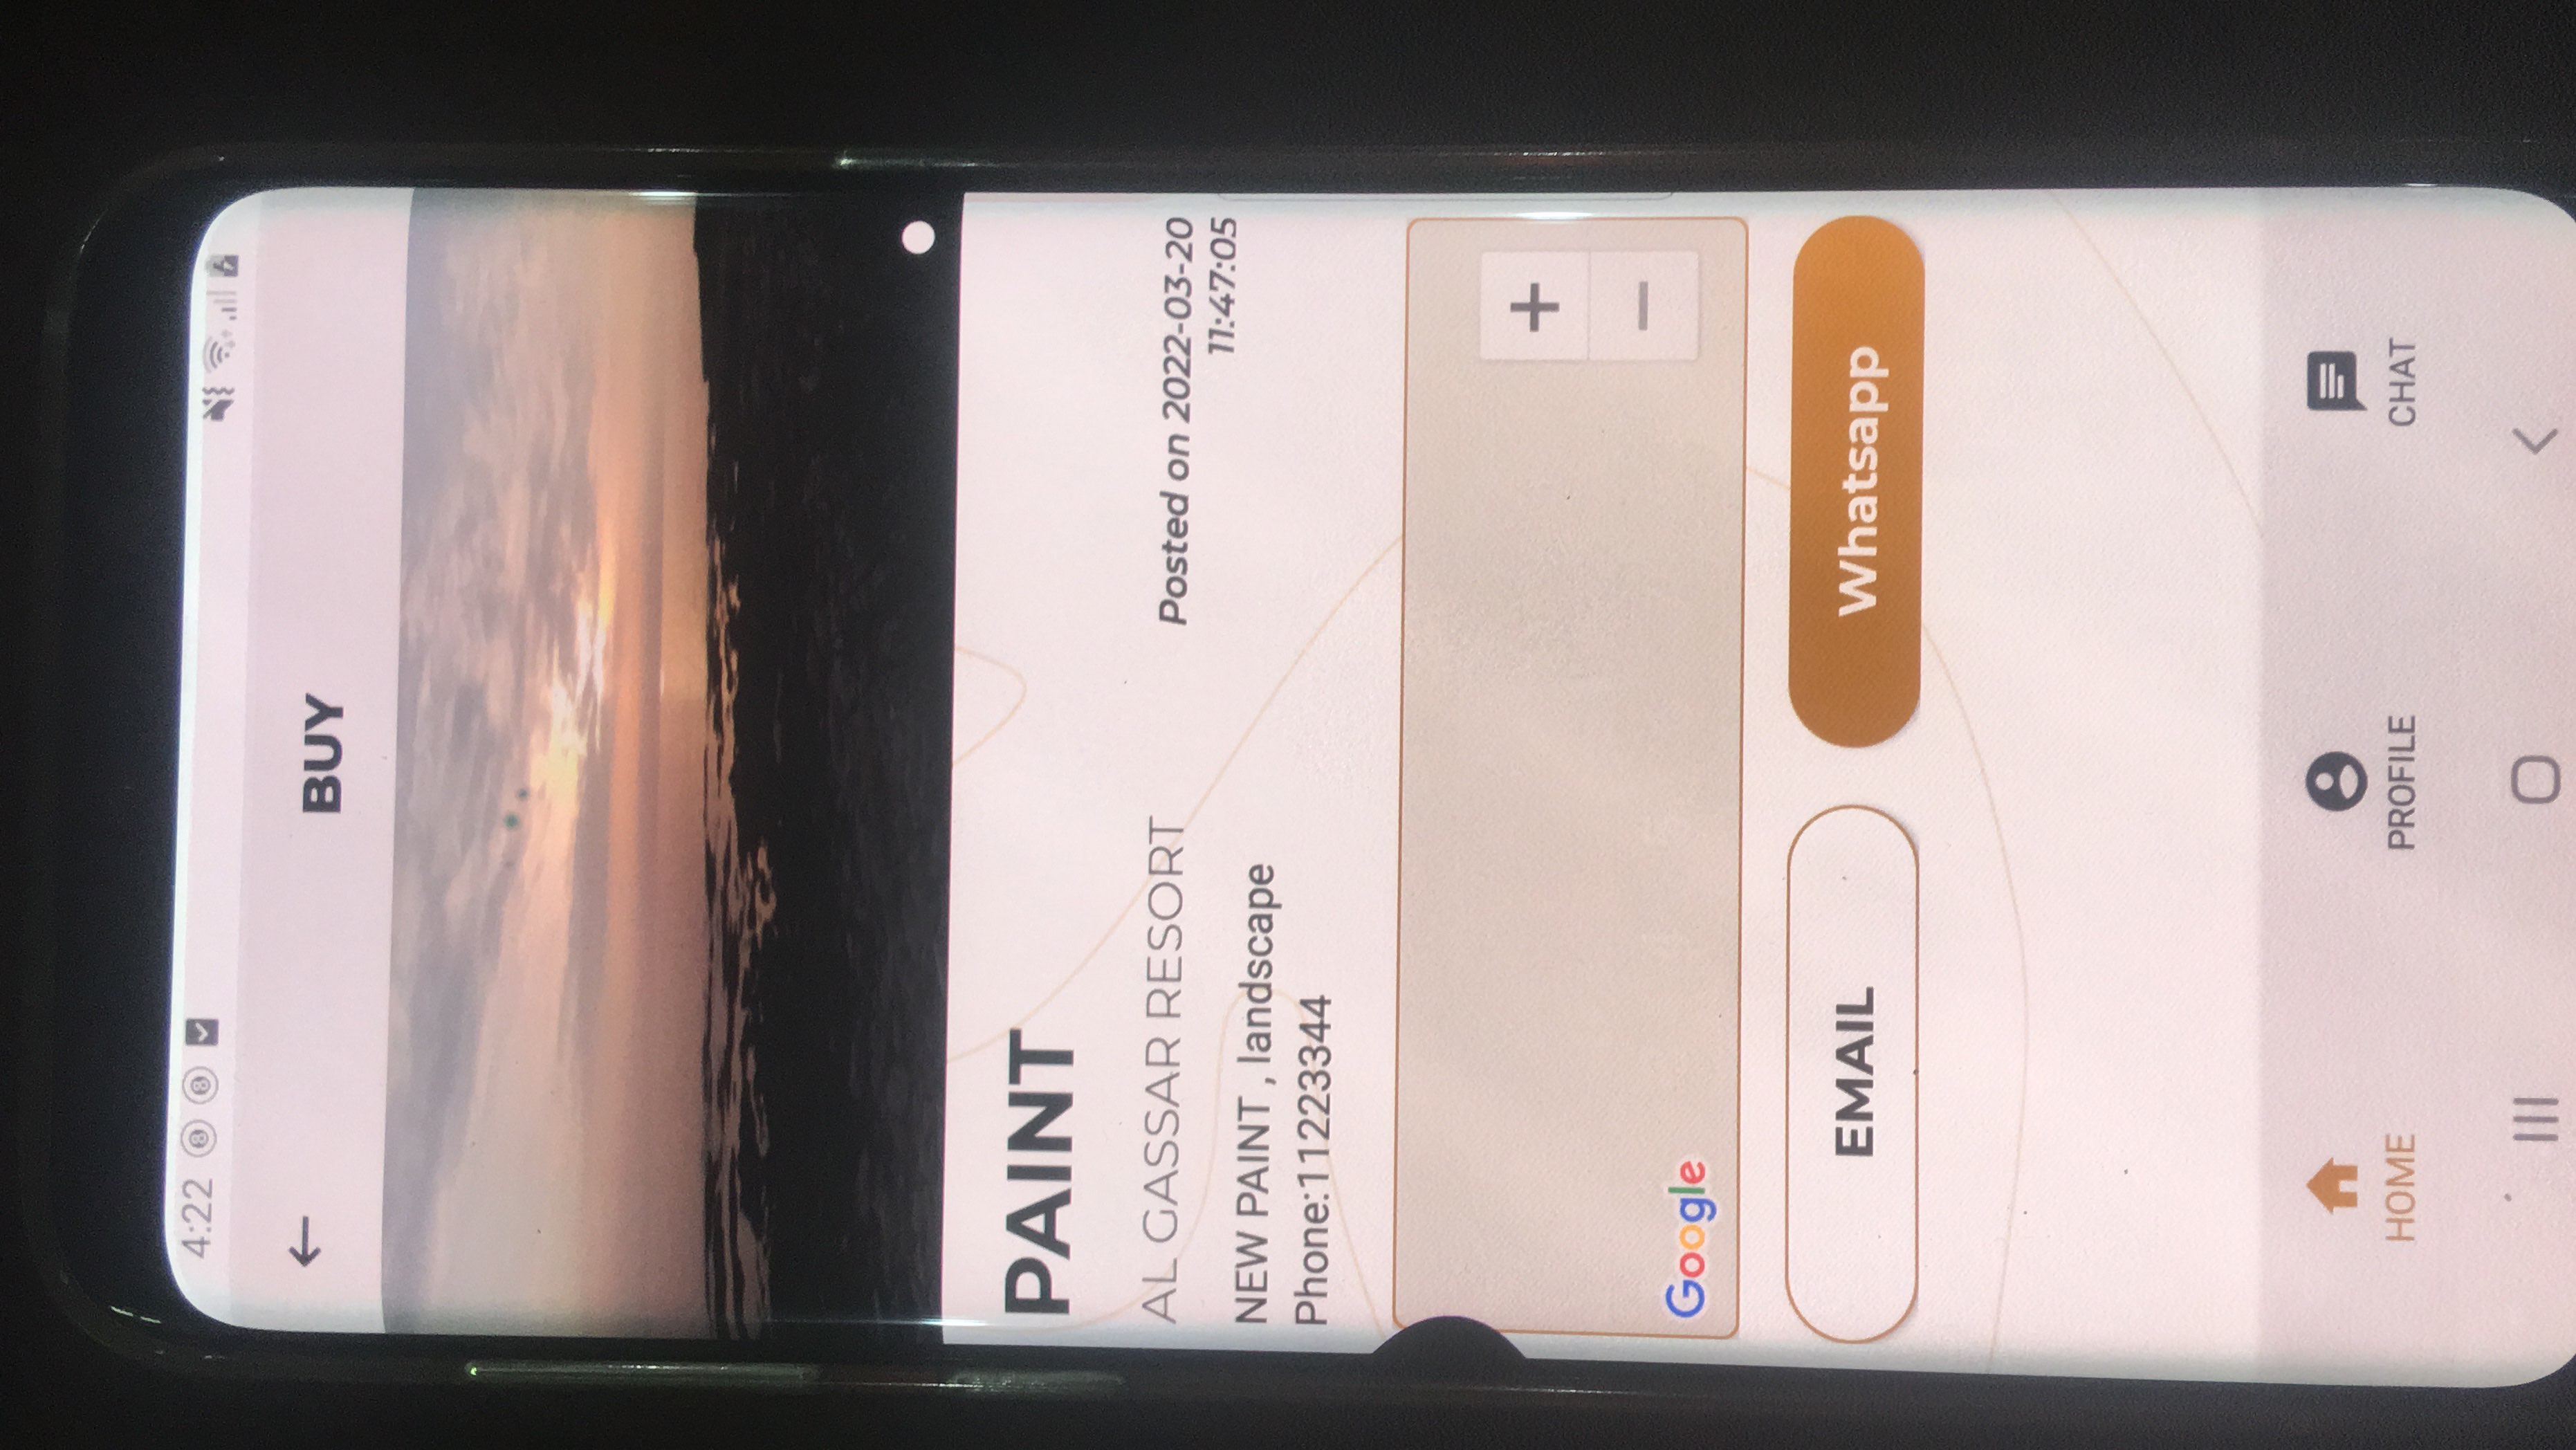 4:22
BUY
PAINT
AL GASSAR RESORT
Posted on 2022-03-20
11:47:05
NEW PAINT , landscape
Phone:11223344
+
−
Google
EMAIL
Whatsapp
HOME
PROFILE
CHAT